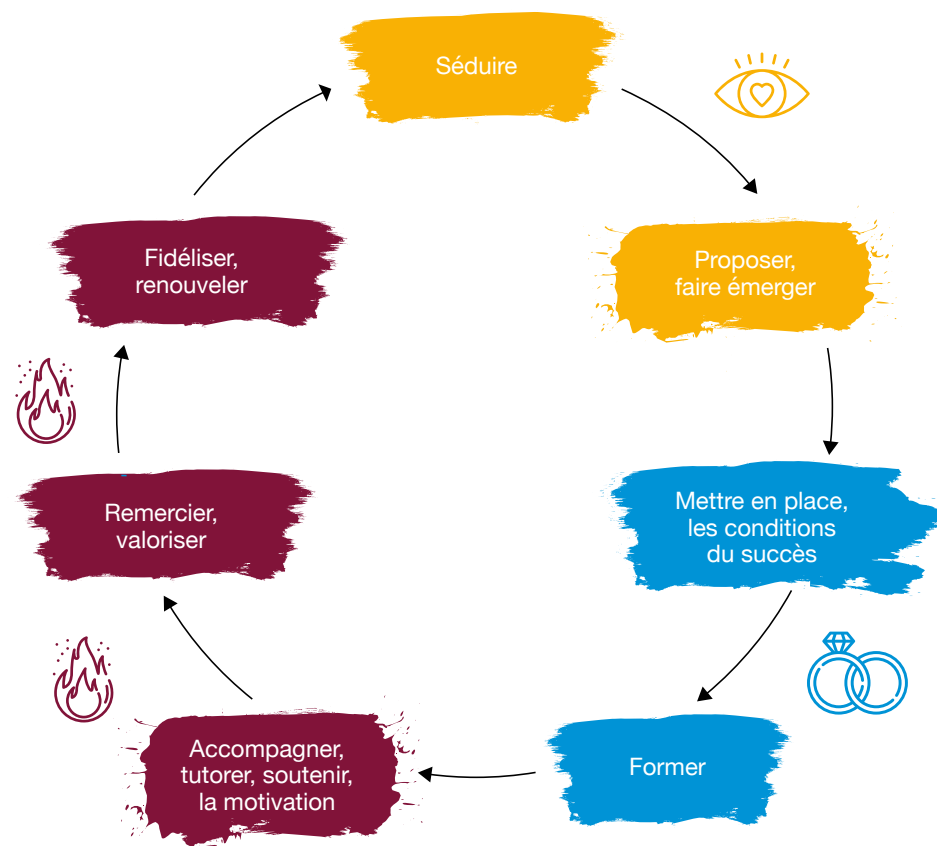 Séduire
Proposer,
faire émerger
Mettre en place,
les conditions
du succès
Former
Accompagner,
tutorer, soutenir,
la motivation
Remercier,
valoriser
Fidéliser,
renouveler